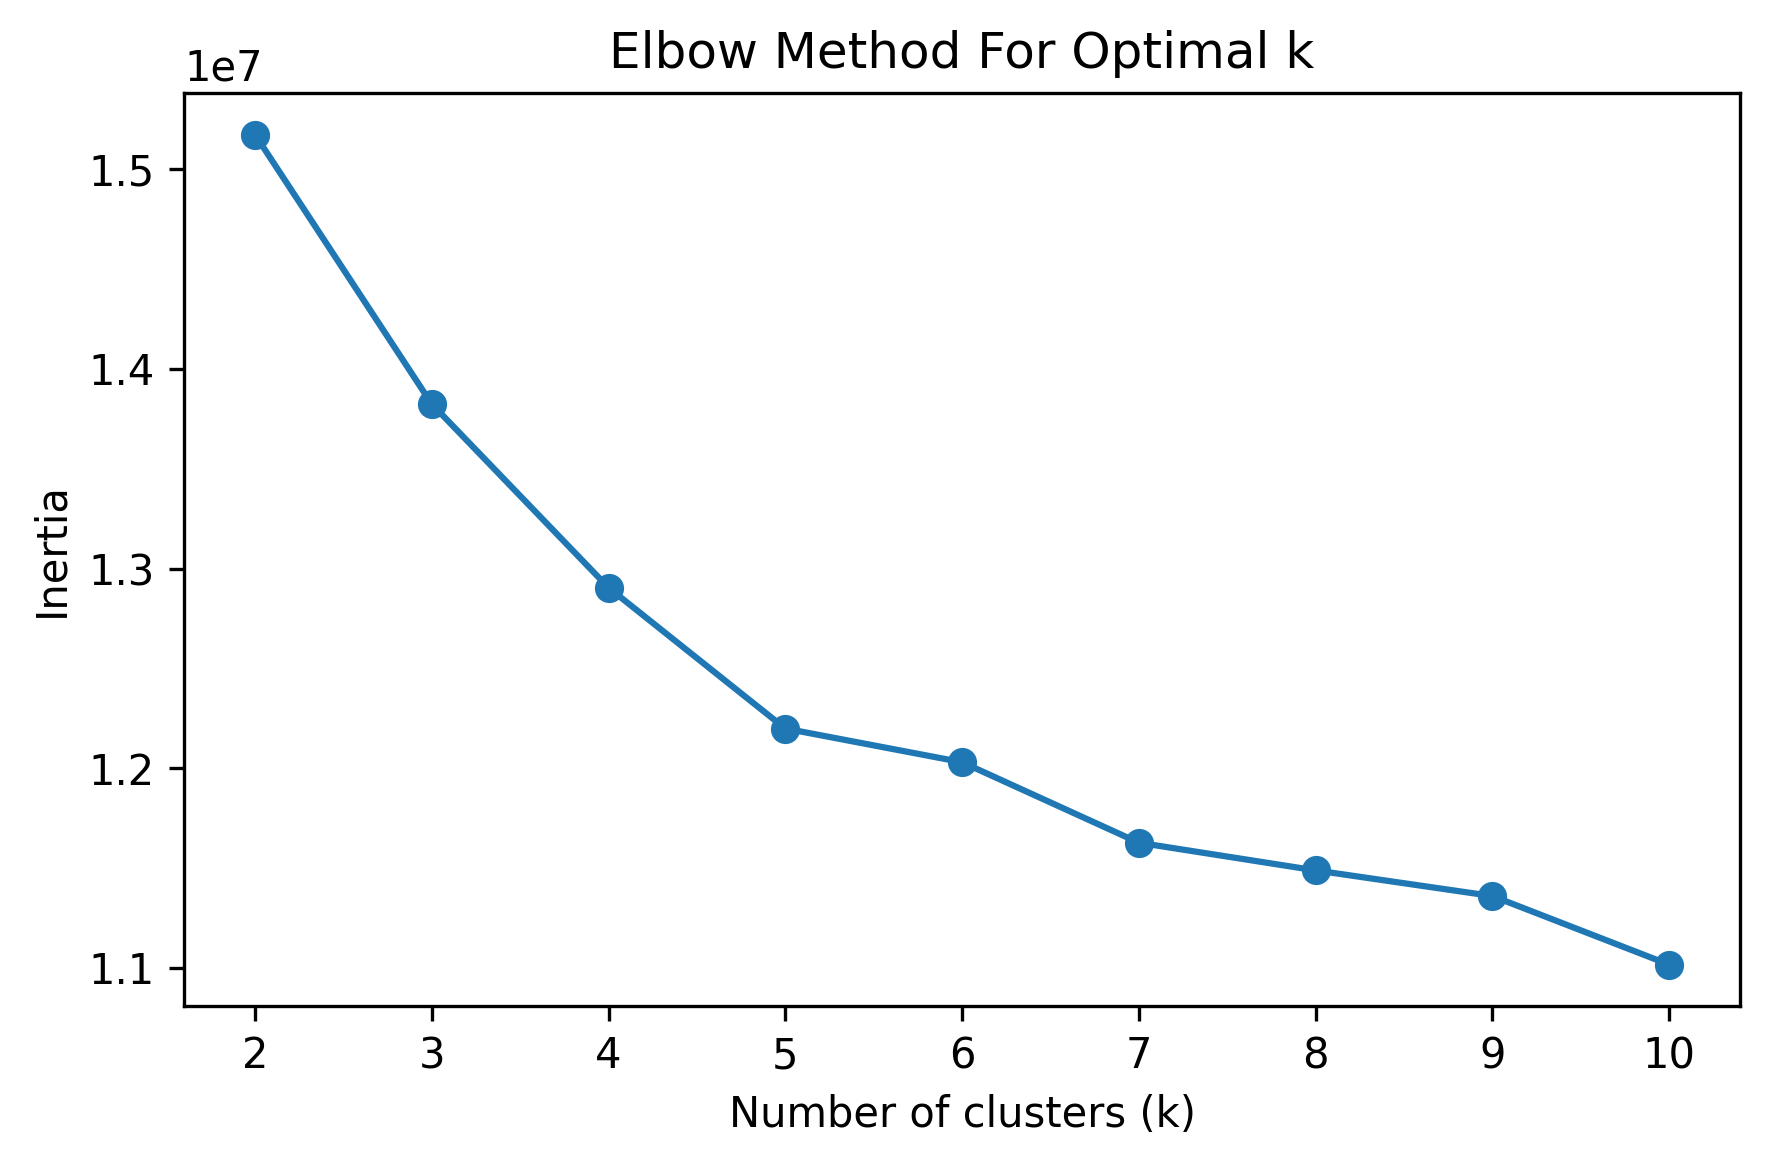 Elbow Method For Optimal k
1e7
1.5
1.4
1.3
1.2
1.1
Inertia
2 3 4 5 6 7 8 9 10
Number of clusters (k)